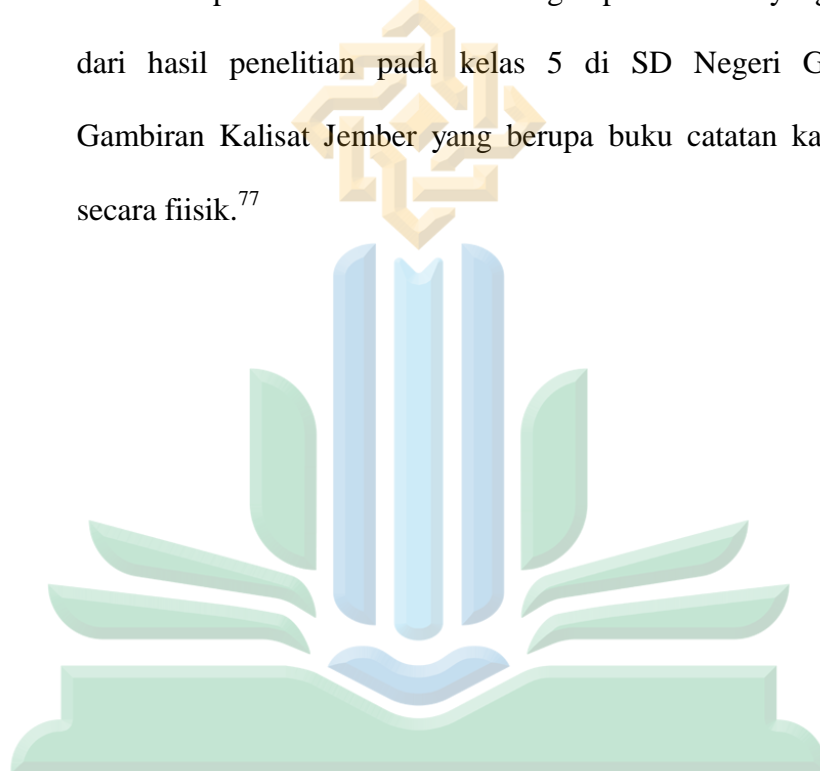 dari hasil penelitian pada kelas 5 di SD Negeri G
Gambiran Kalisat Jember yang berupa buku catatan ka
secara fiisik.77